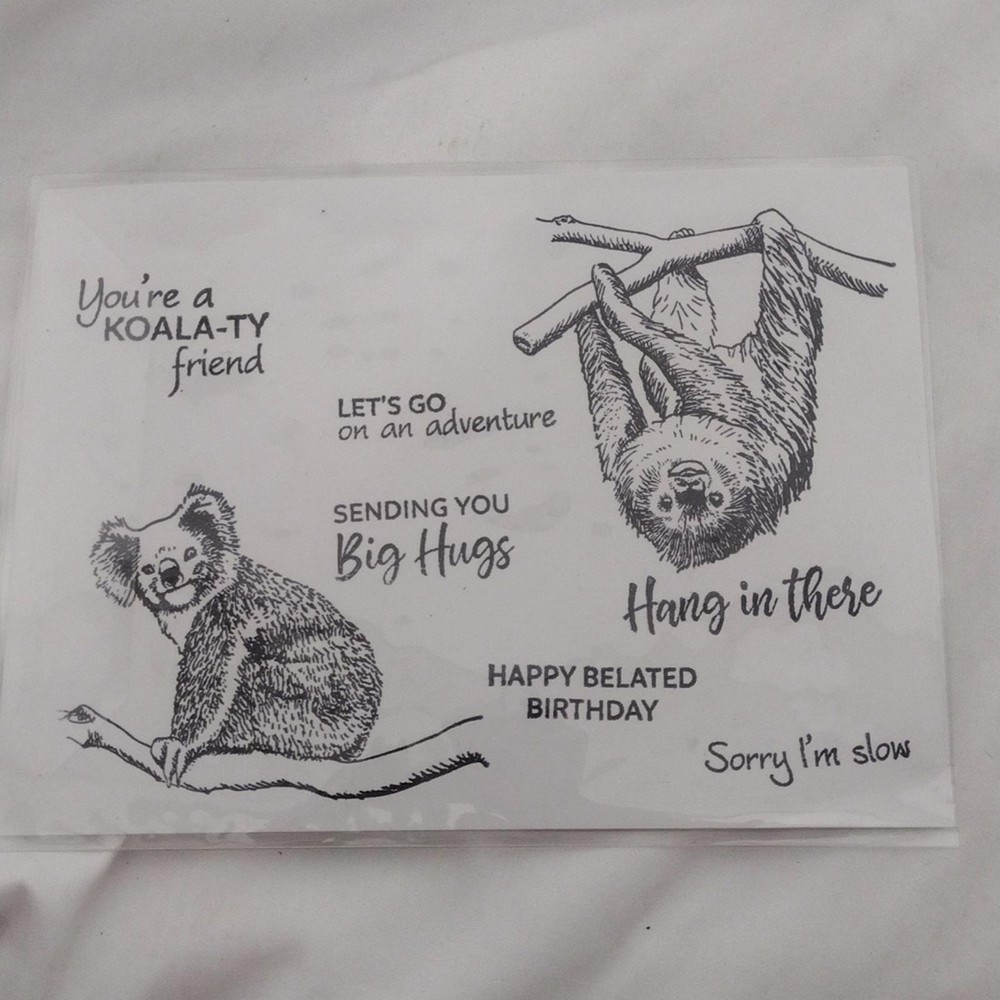 You're a
KOALA-TY
friend
LET'S GO
on an adventure
SENDING YOU
Big Hugs
Hang in there
HAPPY BELATED
BIRTHDAY
Sorry I'm slow